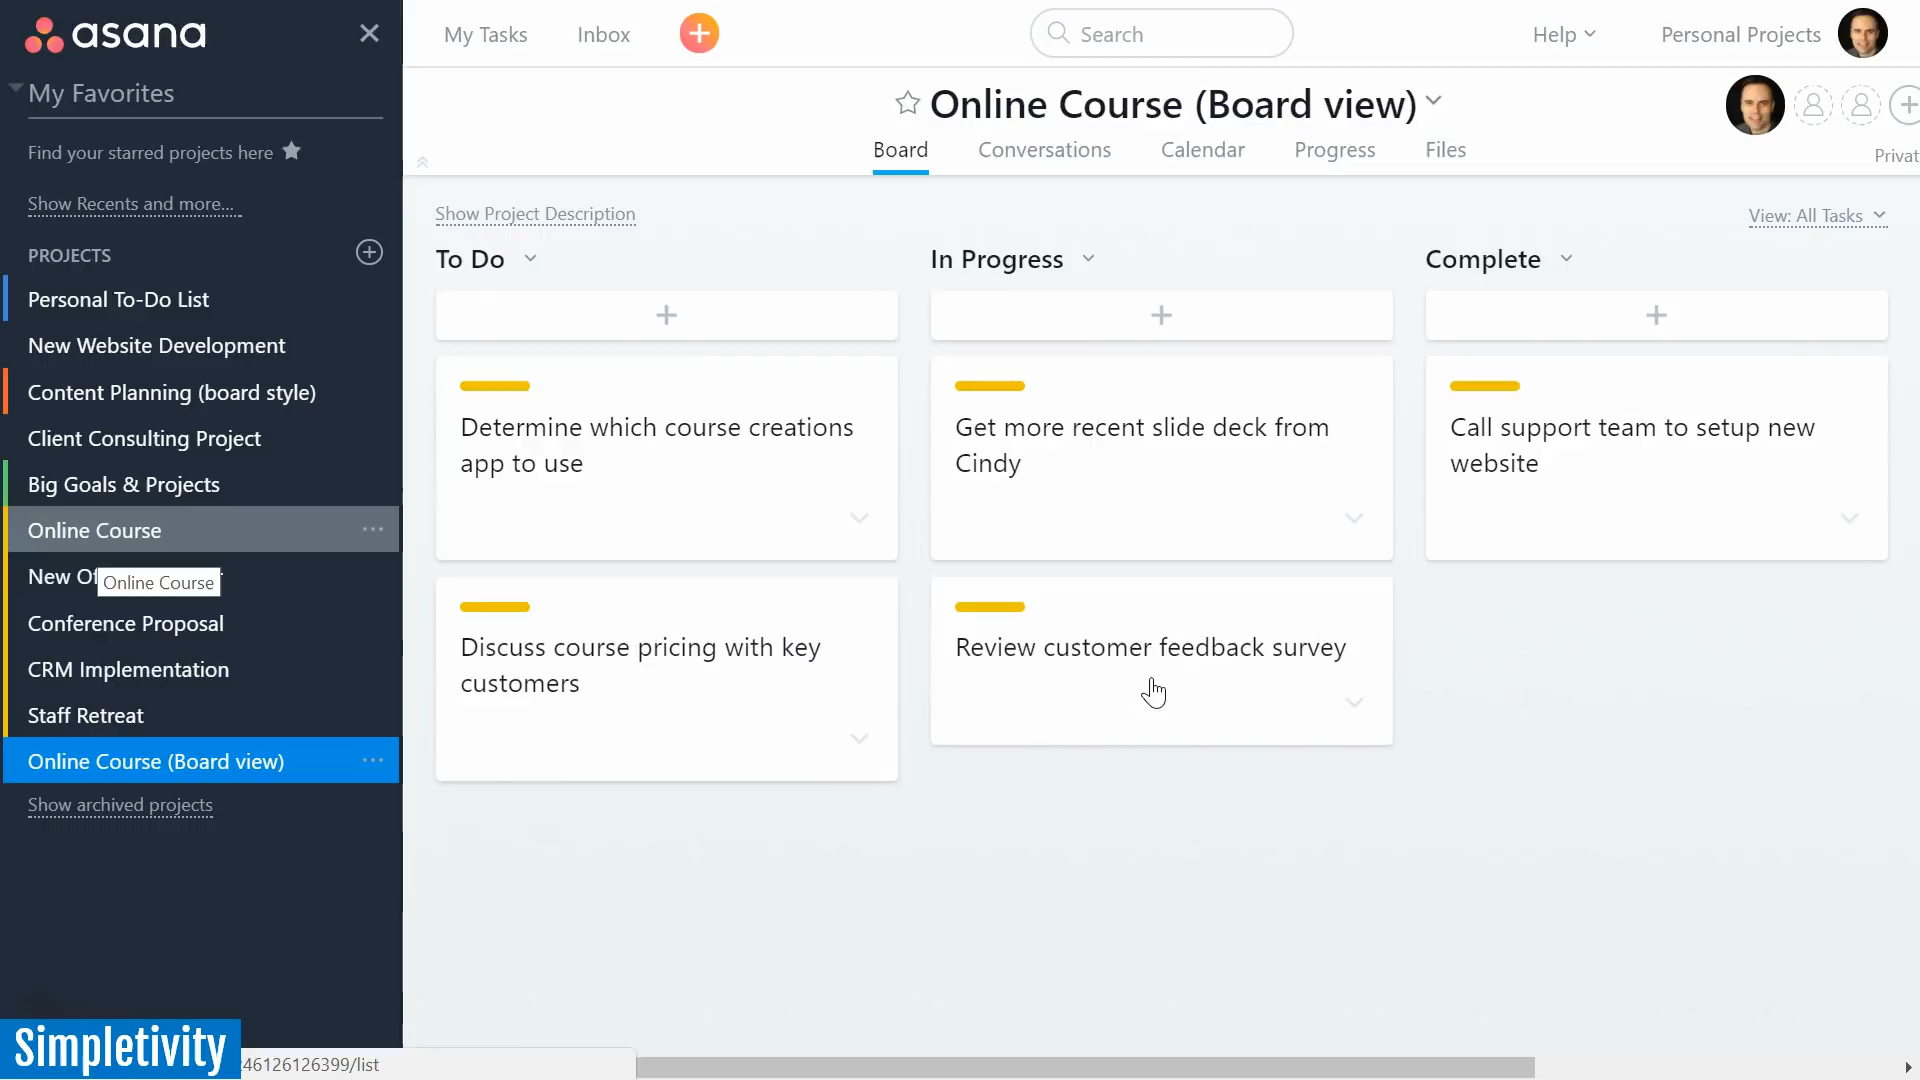 asana
My Tasks
Inbox
Search
Help
Personal Projects
My Favorites
Find your starred projects here
Show Recents and more...
PROJECTS
Personal To-Do List
New Website Development
Content Planning (board style)
Client Consulting Project
Big Goals & Projects
Online Course
New
Online Course
Conference Proposal
CRM Implementation
Staff Retreat
Online Course (Board view)
Show archived projects
Online Course (Board view)
Board
Conversations
Calendar
Progress
Files
Privat
Show Project Description
View: All Tasks
To Do
Determine which course creations
app to use
Discuss course pricing with key
customers
In Progress
Get more recent slide deck from
Cindy
Review customer feedback survey
Complete
Call support team to setup new
website
Simpletivity
46126126399/list